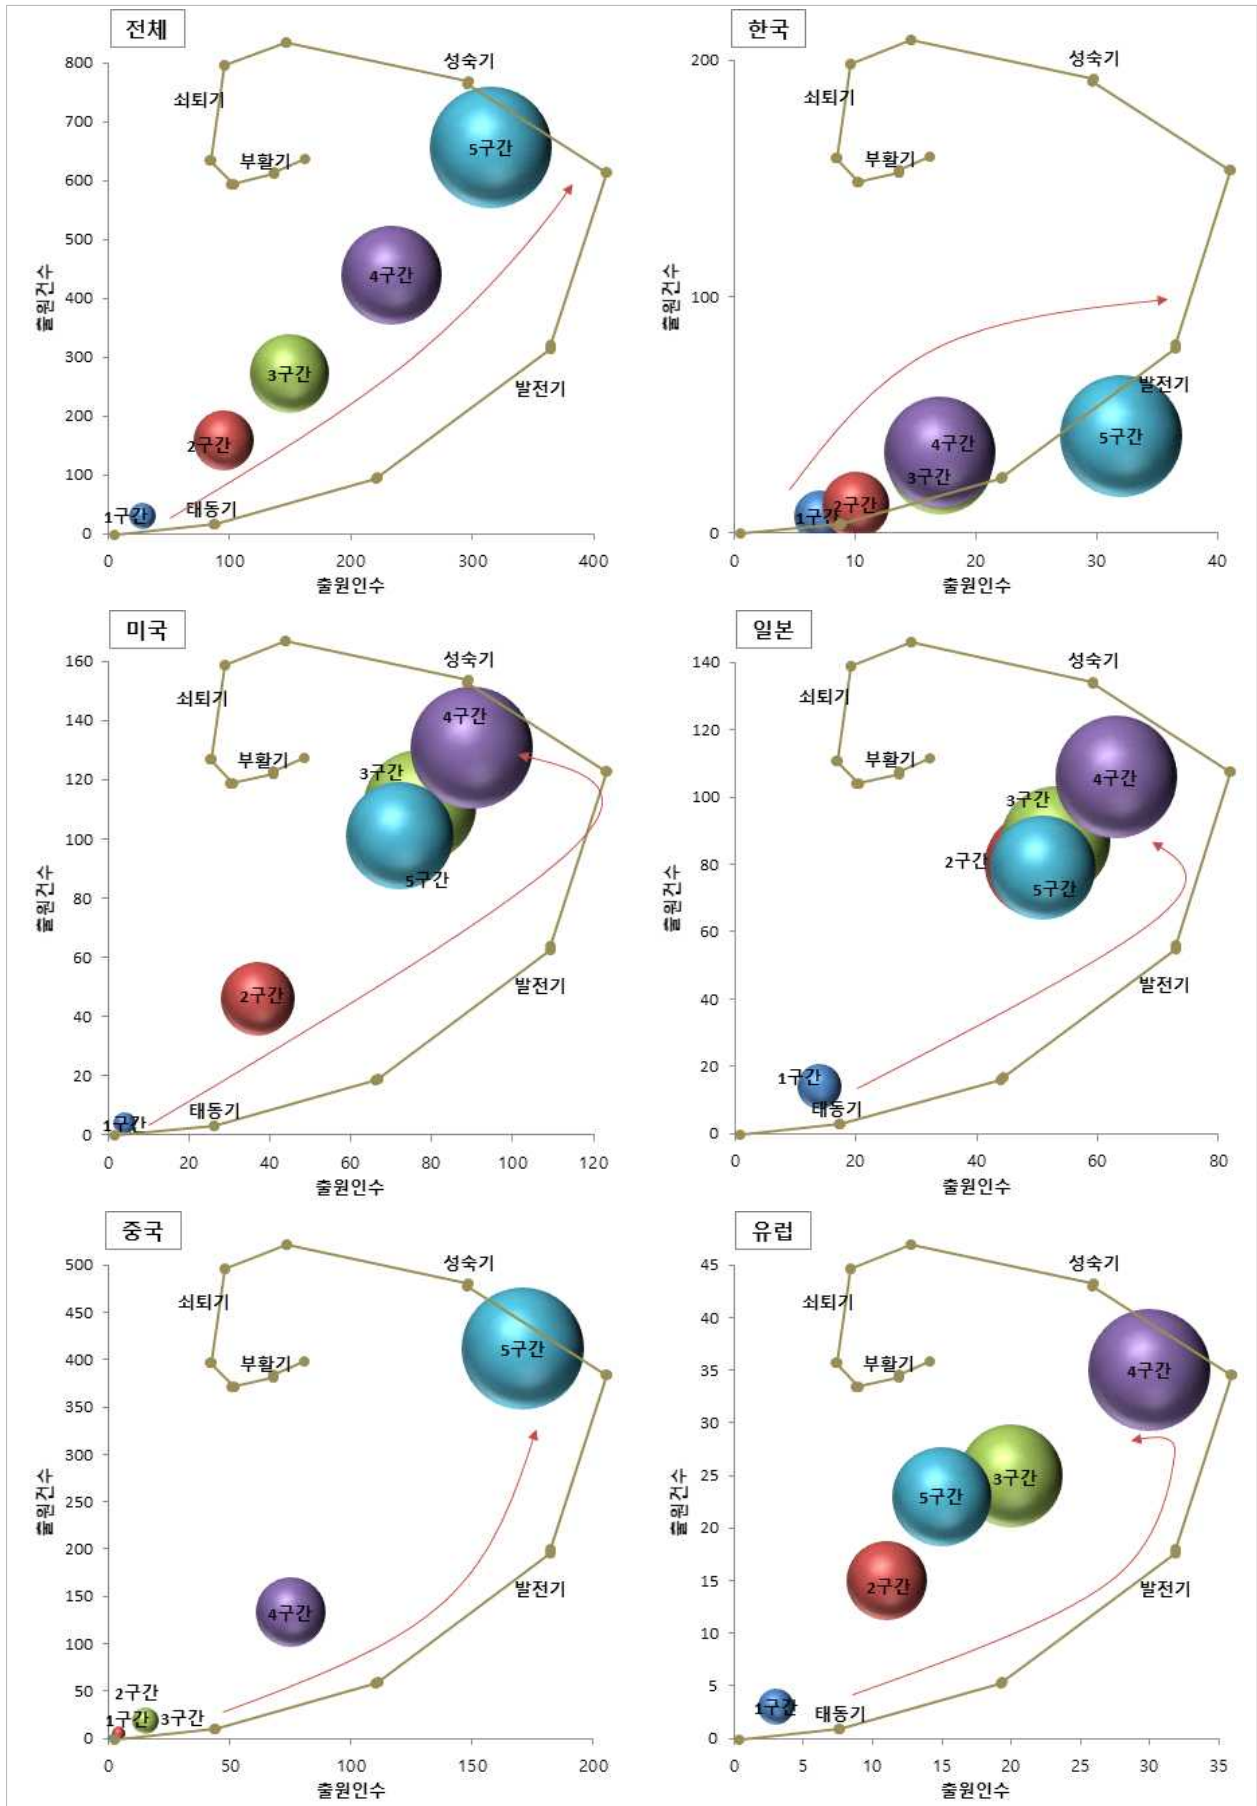 전체
800
700
600
500
400
300
200
100
0
출원건수
성숙기
쇠퇴기
부활기
5구간
4구간
3구간
2구간
1구간
태동기
발전기
0 100 200 300 400
출원인수
한국
200
100
0
출원건수
성숙기
쇠퇴기
부활기
발전기
5구간
4구간
3구간
2구간
1구간
0 10 20 30 40
출원인수
미국
160
140
120
100
80
60
40
20
0
출원건수
성숙기
쇠퇴기
부활기
4구간
3구간
5구간
2구간
1구간
태동기
발전기
0 20 40 60 80 100 120
출원인수
일본
140
120
100
80
60
40
20
0
출원건수
성숙기
쇠퇴기
부활기
4구간
3구간
2구간
5구간
1구간
태동기
발전기
0 20 40 60 80
출원인수
중국
500
450
400
350
300
250
200
150
100
50
0
출원건수
성숙기
쇠퇴기
부활기
5구간
4구간
2구간
1구간
3구간
발전기
0 50 100 150 200
출원인수
유럽
45
40
35
30
25
20
15
10
5
0
출원건수
성숙기
쇠퇴기
부활기
4구간
3구간
5구간
2구간
1구간
태동기
발전기
0 5 10 15 20 25 30 35
출원인수